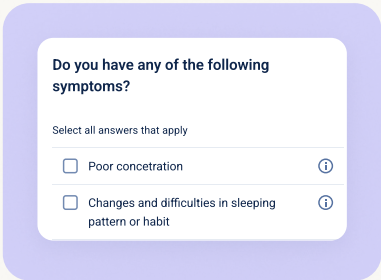 Do you have any of the following
symptoms?
Select all answers that apply
Poor concetration
Changes and difficulties in sleeping
pattern or habit